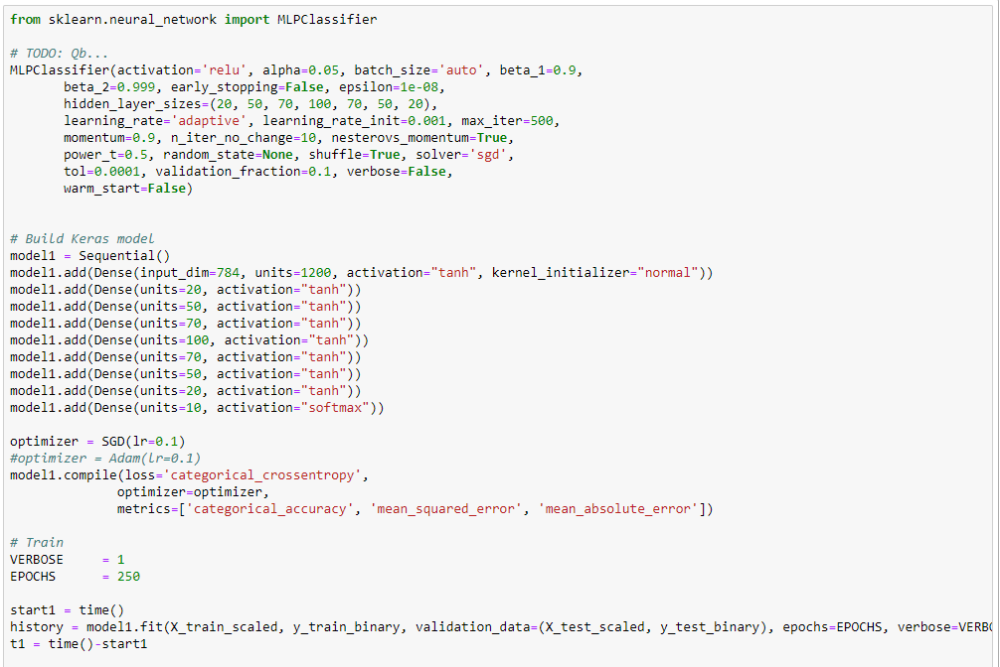 from sklearn.neural_network import MLPClassifier
# TODO: Qb...
MLPClassifier(activation='relu', alpha=0.05, batch_size='auto', beta_1=0.9,
beta_2=0.999, early_stopping=False, epsilon=1e-08,
hidden_layer_sizes=(20, 50, 70, 100, 70, 50, 20),
learning_rate='adaptive', learning_rate_init=0.001, max_iter=500,
momentum=0.9, n_iter_no_change=10, nesterovs_momentum=True,
power_t=0.5, random_state=None, shuffle=True, solver='sgd',
tol=0.0001, validation_fraction=0.1, verbose=False,
warm_start=False)
# Build Keras model
model1 = Sequential()
model1.add(Dense(input_dim=784, units=1200, activation="tanh", kernel_initializer="normal"))
model1.add(Dense(units=20, activation="tanh"))
model1.add(Dense(units=50, activation="tanh"))
model1.add(Dense(units=70, activation="tanh"))
model1.add(Dense(units=100, activation="tanh"))
model1.add(Dense(units=70, activation="tanh"))
model1.add(Dense(units=50, activation="tanh"))
model1.add(Dense(units=20, activation="tanh"))
model1.add(Dense(units=10, activation="softmax"))
optimizer = SGD(lr=0.1)
#optimizer = Adam(lr=0.1)
model1.compile(loss='categorical_crossentropy',
optimizer=optimizer,
metrics=['categorical_accuracy', 'mean_squared_error', 'mean_absolute_error'])
# Train
VERBOSE = 1
EPOCHS = 250
start1 = time()
history = model1.fit(X_train_scaled, y_train_binary, validation_data=(X_test_scaled, y_test_binary), epochs=EPOCHS, verbose=VERB
t1 = time()-start1